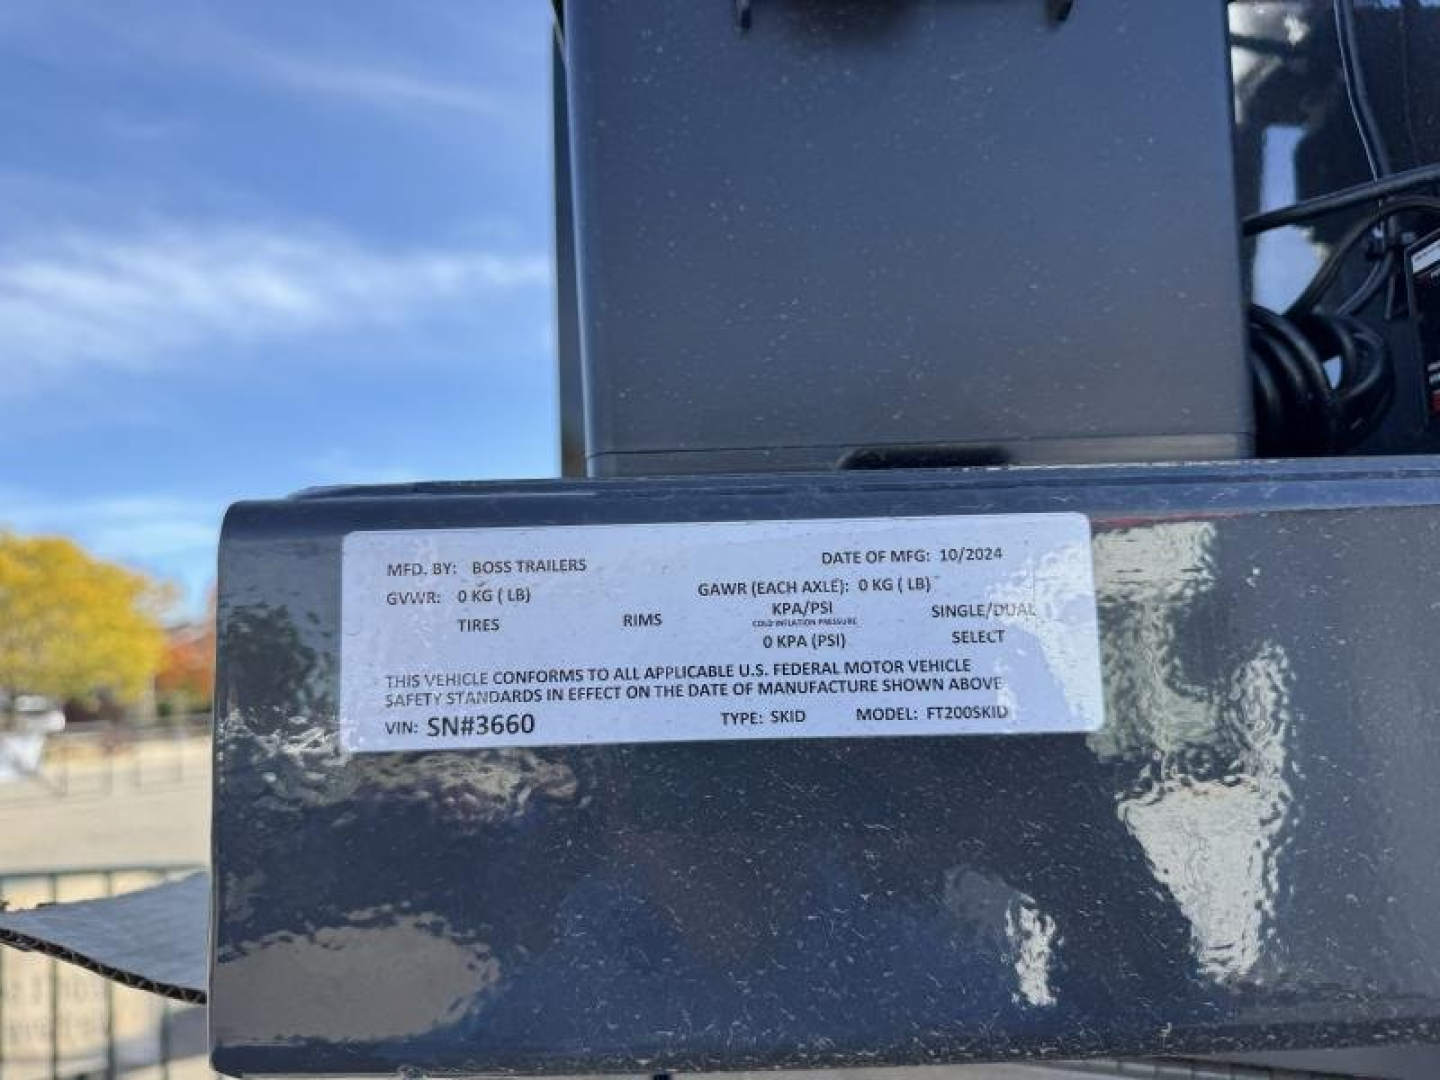 MFD. BY: BOSS TRAILERS DATE OF MFG: 10/2024
GVWR: 0 KG ( LB) GAWR (EACH AXLE): 0 KG ( LB)
TIRES RIMS KPA/PSI SINGLE/DUAL
COLD INFLATION PRESSURE
0 KPA (PSI) SELECT
THIS VEHICLE CONFORMS TO ALL APPLICABLE U.S. FEDERAL MOTOR VEHICLE
SAFETY STANDARDS IN EFFECT ON THE DATE OF MANUFACTURE SHOWN ABOVE
VIN: SN#3660 TYPE: SKID MODEL: FT200SKID